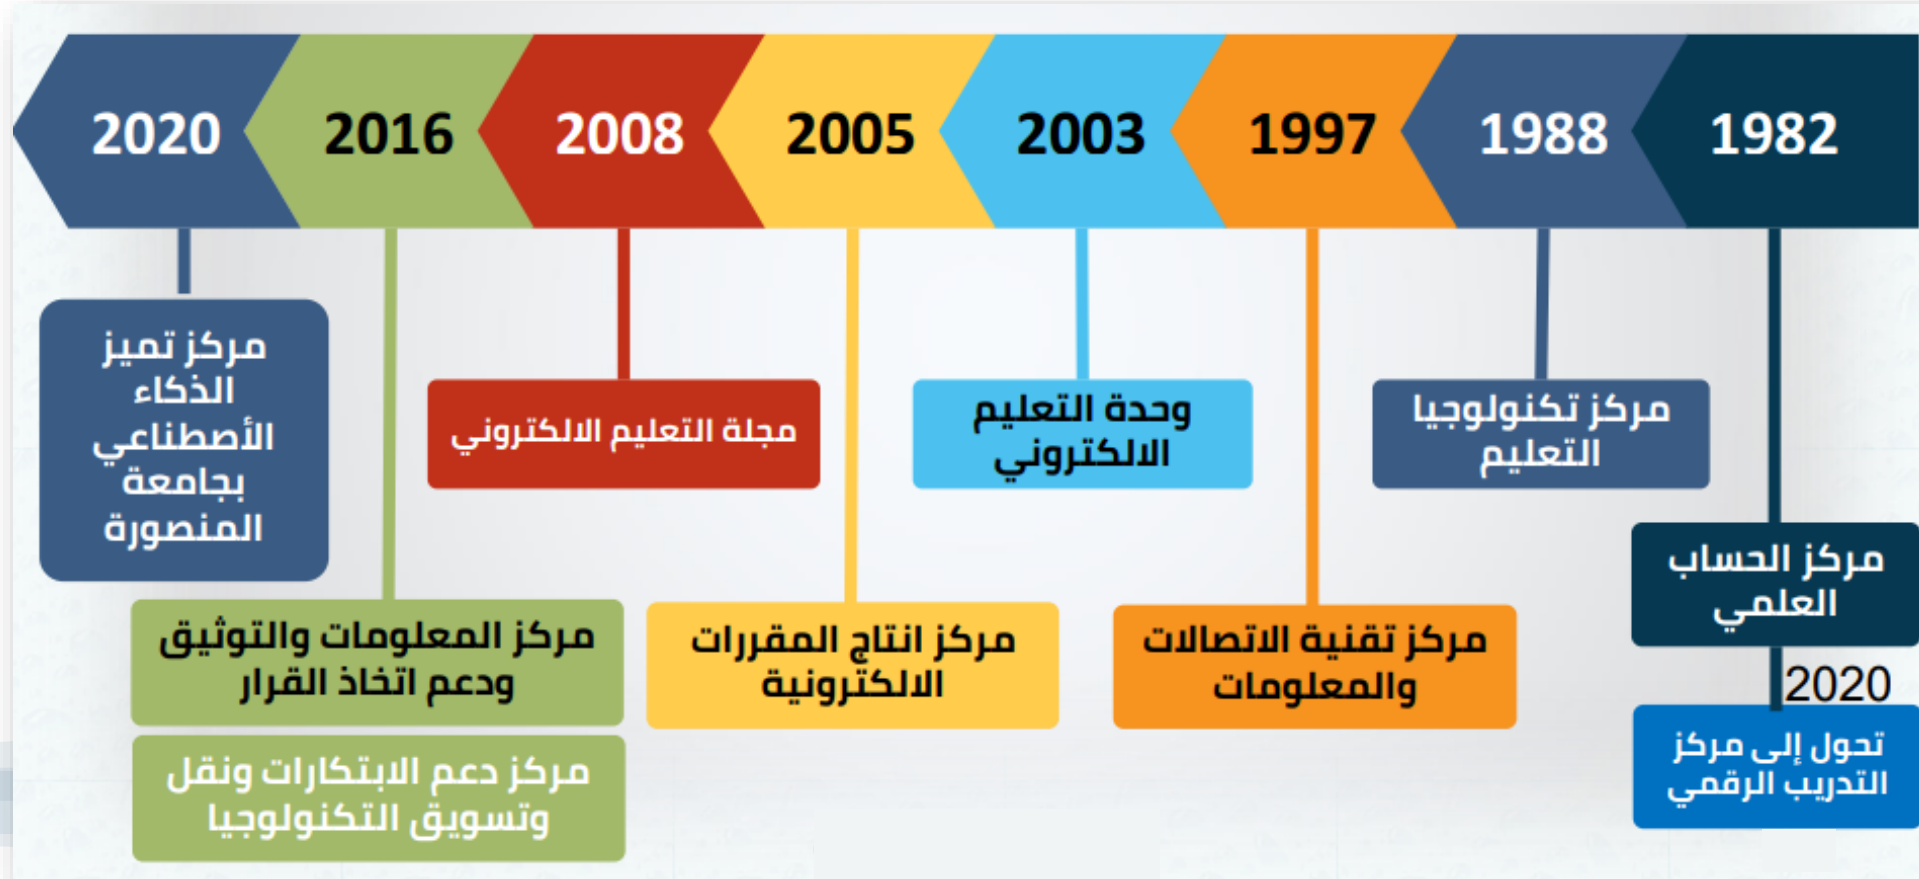 1982
1988
1997
2003
2005
2008
2016
2020
مركز الحساب
العلمي
2020
تحول إلى مركز
التدريب الرقمي
مركز تكنولوجيا
التعليم
مركز تقنية الاتصالات
والمعلومات
وحدة التعليم
الالكتروني
مركز انتاج المقررات
الالكترونية
مجلة التعليم الالكتروني
مركز المعلومات والتوثيق
ودعم اتخاذ القرار
مركز دعم الابتكارات ونقل
وتسويق التكنولوجيا
مركز تميز
الذكاء
الأصطناعي
بجامعة
المنصورة